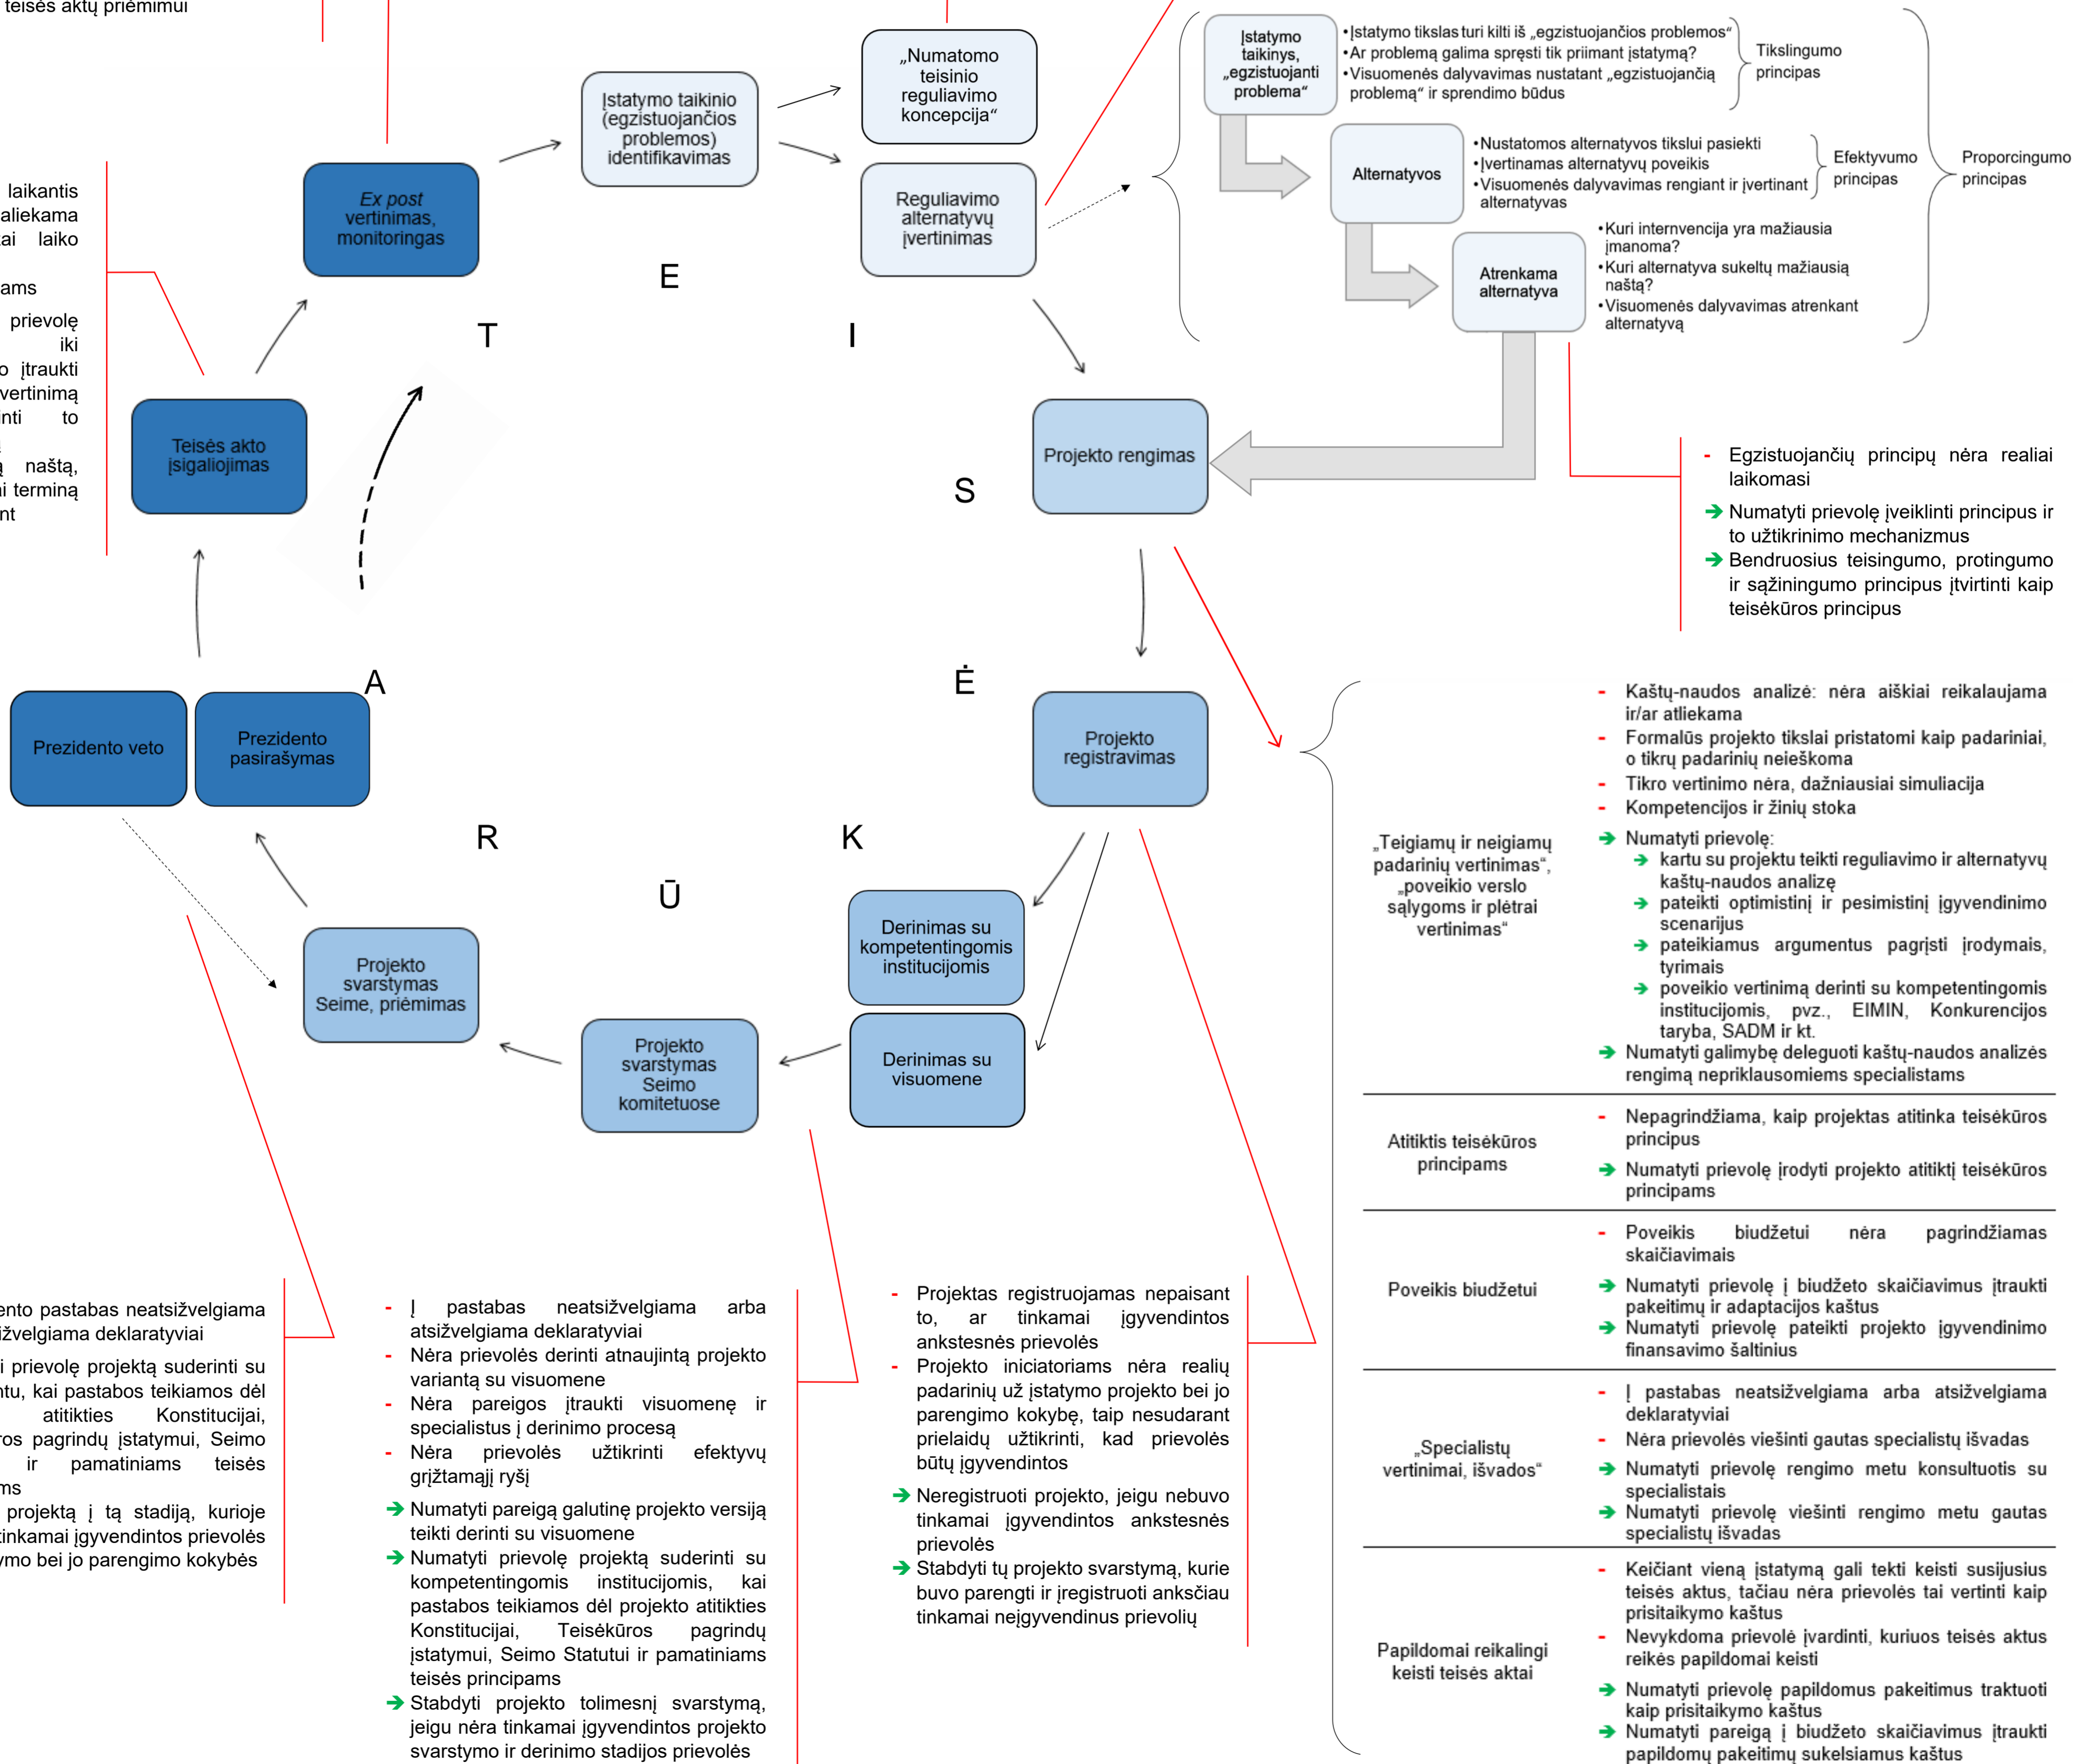 teisės aktų priėmimui
„Numatomo
teisinio
reguliavimo
koncepcija“
Įstatymo taikinio
(egzistuojančios
problemos)
identifikavimas
Ex post
vertinimas,
monitoringas
Reguliavimo
alternatyvų
įvertinimas
Įstatymo
taikinys,
„egzistuojanti
problema“
•Įstatymo tikslas turi kilti iš „egzistuojančios problemos“
•Ar problemą galima spręsti tik priimant įstatymą?
•Visuomenės dalyvavimas nustatant „egzistuojančią
problemą“ ir sprendimo būdus
Tikslingumo
principas
Alternatyvos
•Nustatomos alternatyvos tikslui pasiekti
•Įvertinamas alternatyvų poveikis
•Visuomenės dalyvavimas rengiant ir įvertinant
alternatyvas
Efektyvumo
principas
Proporcingumo
principas
Atrenkama
alternatyva
•Kuri internvencija yra mažiausia
įmanoma?
•Kuri alternatyva sukeltų mažiausią
naštą?
•Visuomenės dalyvavimas atrenkant
alternatyvą
laikantis
aliekama
tai laiko
ams
prievolę
iki
o įtraukti
vertinimą
inti to
ą naštą,
ni terminą
nt
T
E
I
S
Ė
K
Ū
R
A
Teisės akto
įsigaliojimas
Projekto rengimas
- Egzistuojančių principų nėra realiai
laikomasi
➔ Numatyti prievolę įveiklinti principus ir
to užtikrinimo mechanizmus
➔ Bendruosius teisingumo, protingumo
ir sąžiningumo principus įtvirtinti kaip
teisėkūros principus
Prezidento veto
Prezidento
pasirašymas
Projekto
registravimas
Derinimas su
kompetentingomis
institucijomis
Derinimas su
visuomene
Projekto
svarstymas
Seimo
komitetuose
Projekto
svarstymas
Seime, priėmimas
„Teigiamų ir neigiamų
padarinių vertinimas“,
„poveikio verslo
sąlygoms ir plėtrai
vertinimas“
- Kaštų-naudos analizė: nėra aiškiai reikalaujama
ir/ar atliekama
- Formalūs projekto tikslai pristatomi kaip padariniai,
o tikrų padarinių neieškoma
- Tikro vertinimo nėra, dažniausiai simuliacija
- Kompetencijos ir žinių stoka
➔ Numatyti prievolę:
➔ kartu su projektu teikti reguliavimo ir alternatyvų
kaštų-naudos analizę
➔ pateikti optimistinį ir pesimistinį įgyvendinimo
scenarijus
➔ pateikiamus argumentus pagrįsti įrodymais,
tyrimais
➔ poveikio vertinimą derinti su kompetentingomis
institucijomis, pvz., EIMIN, Konkurencijos
taryba, SADM ir kt.
➔ Numatyti galimybę deleguoti kaštų-naudos analizės
rengimą nepriklausomiems specialistams
Atitiktis teisėkūros
principams
- Nepagrindžiama, kaip projektas atitinka teisėkūros
principus
➔ Numatyti prievolę įrodyti projekto atitiktį teisėkūros
principams
Poveikis biudžetui
- Poveikis biudžetui nėra pagrindžiamas
skaičiavimais
➔ Numatyti prievolę į biudžeto skaičiavimus įtraukti
pakeitimų ir adaptacijos kaštus
➔ Numatyti prievolę pateikti projekto įgyvendinimo
finansavimo šaltinius
„Specialistų
vertinimai, išvados“
- Į pastabas neatsižvelgiama arba atsižvelgiama
deklaratyviai
- Nėra prievolės viešinti gautas specialistų išvadas
➔ Numatyti prievolę rengimo metu konsultuotis su
specialistais
➔ Numatyti prievolę viešinti rengimo metu gautas
specialistų išvadas
Papildomai reikalingi
keisti teisės aktai
- Keičiant vieną įstatymą gali tekti keisti susijusius
teisės aktus, tačiau nėra prievolės tai vertinti kaip
prisitaikymo kaštus
- Nevykdoma prievolė įvardinti, kuriuos teisės aktus
reikės papildomai keisti
➔ Numatyti prievolę papildomus pakeitimus traktuoti
kaip prisitaikymo kaštus
➔ Numatyti pareigą į biudžeto skaičiavimus įtraukti
papildomų pakeitimų sukelsiamus kaštus
ento pastabas neatsižvelgiama
ižvelgiama deklaratyviai
i prievolę projektą suderinti su
ntu, kai pastabos teikiamos dėl
atitikties Konstitucijai,
ros pagrindų įstatymui, Seimo
ir pamatiniams teisės
ms
projektą į tą stadiją, kurioje
tinkamai įgyvendintos prievolės
ymo bei jo parengimo kokybės
- Į pastabas neatsižvelgiama arba
atsižvelgiama deklaratyviai
- Nėra prievolės derinti atnaujintą projekto
variantą su visuomene
- Nėra pareigos įtraukti visuomenę ir
specialistus į derinimo procesą
- Nėra prievolės užtikrinti efektyvų
grįžtamąjį ryšį
➔ Numatyti pareigą galutinę projekto versiją
teikti derinti su visuomene
➔ Numatyti prievolę projektą suderinti su
kompetentingomis institucijomis, kai
pastabos teikiamos dėl projekto atitikties
Konstitucijai, Teisėkūros pagrindų
įstatymui, Seimo Statutui ir pamatiniams
teisės principams
➔ Stabdyti projekto tolimesnį svarstymą,
jeigu nėra tinkamai įgyvendintos projekto
svarstymo ir derinimo stadijos prievolės
- Projektas registruojamas nepaisant
to, ar tinkamai įgyvendintos
ankstesnės prievolės
- Projekto iniciatoriams nėra realių
padarinių už įstatymo projekto bei jo
parengimo kokybę, taip nesudarant
prielaidų užtikrinti, kad prievolės
būtų įgyvendintos
➔ Neregistruoti projekto, jeigu nebuvo
tinkamai įgyvendintos ankstesnės
prievolės
➔ Stabdyti tų projekto svarstymą, kurie
buvo parengti ir įregistruoti anksčiau
tinkamai neįgyvendinus prievolių